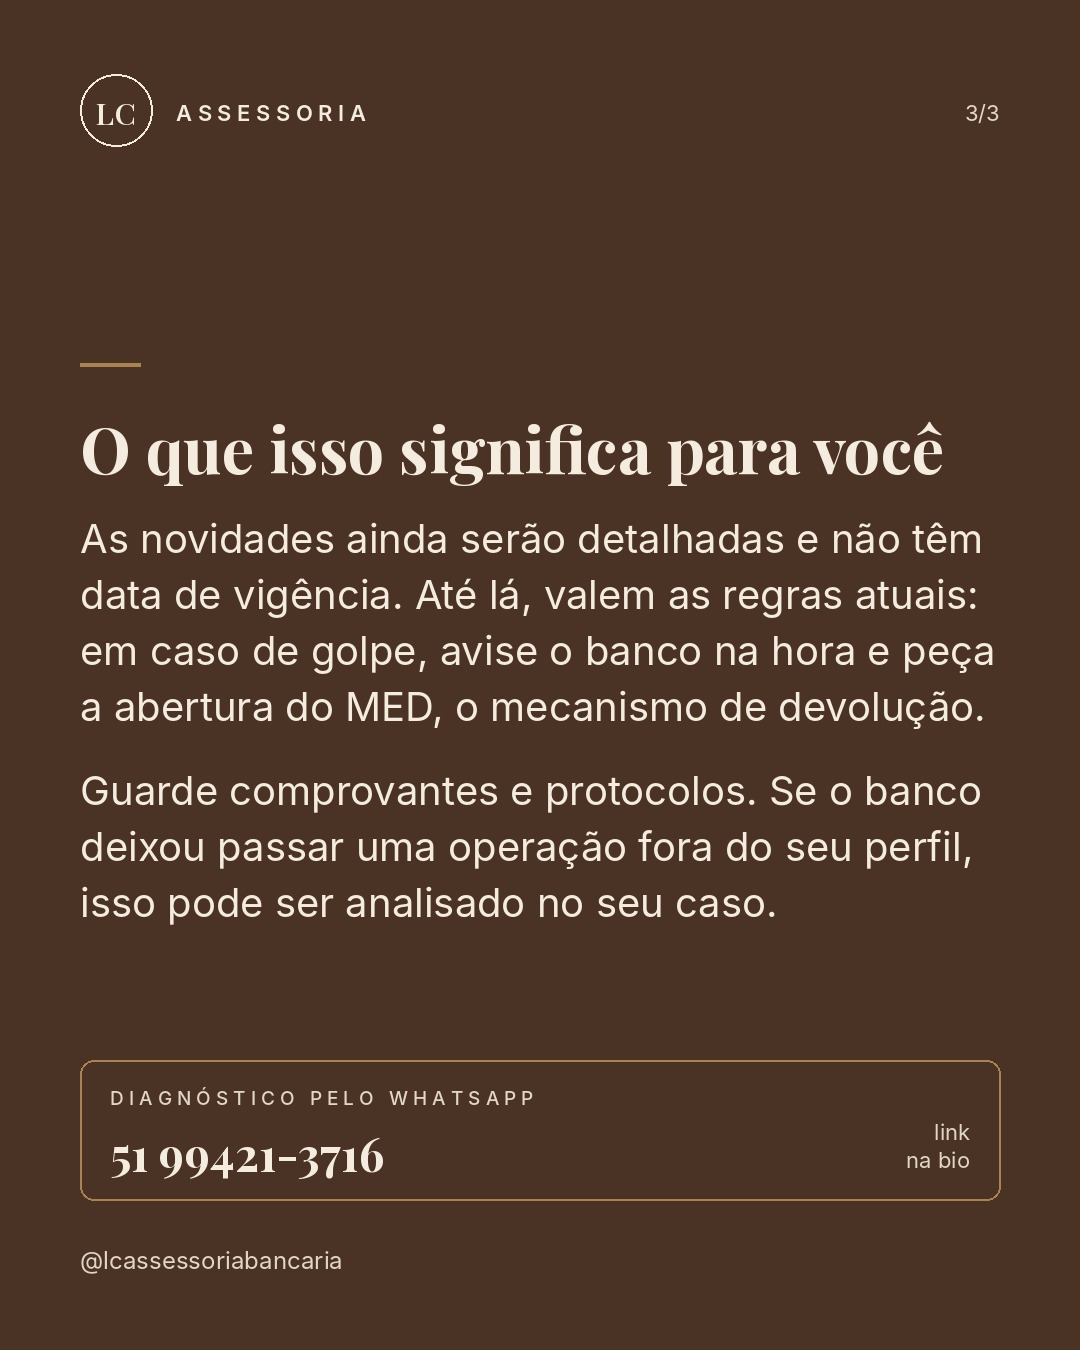 LC ASSESSORIA
3/3
O que isso significa para você
As novidades ainda serão detalhadas e não têm
data de vigência. Até lá, valem as regras atuais:
em caso de golpe, avise o banco na hora e peça
a abertura do MED, o mecanismo de devolução.
Guarde comprovantes e protocolos. Se o banco
deixou passar uma operação fora do seu perfil,
isso pode ser analisado no seu caso.
DIAGNÓSTICO PELO WHATSAPP
51 99421-3716
link
na bio
@lcassessoriabancaria